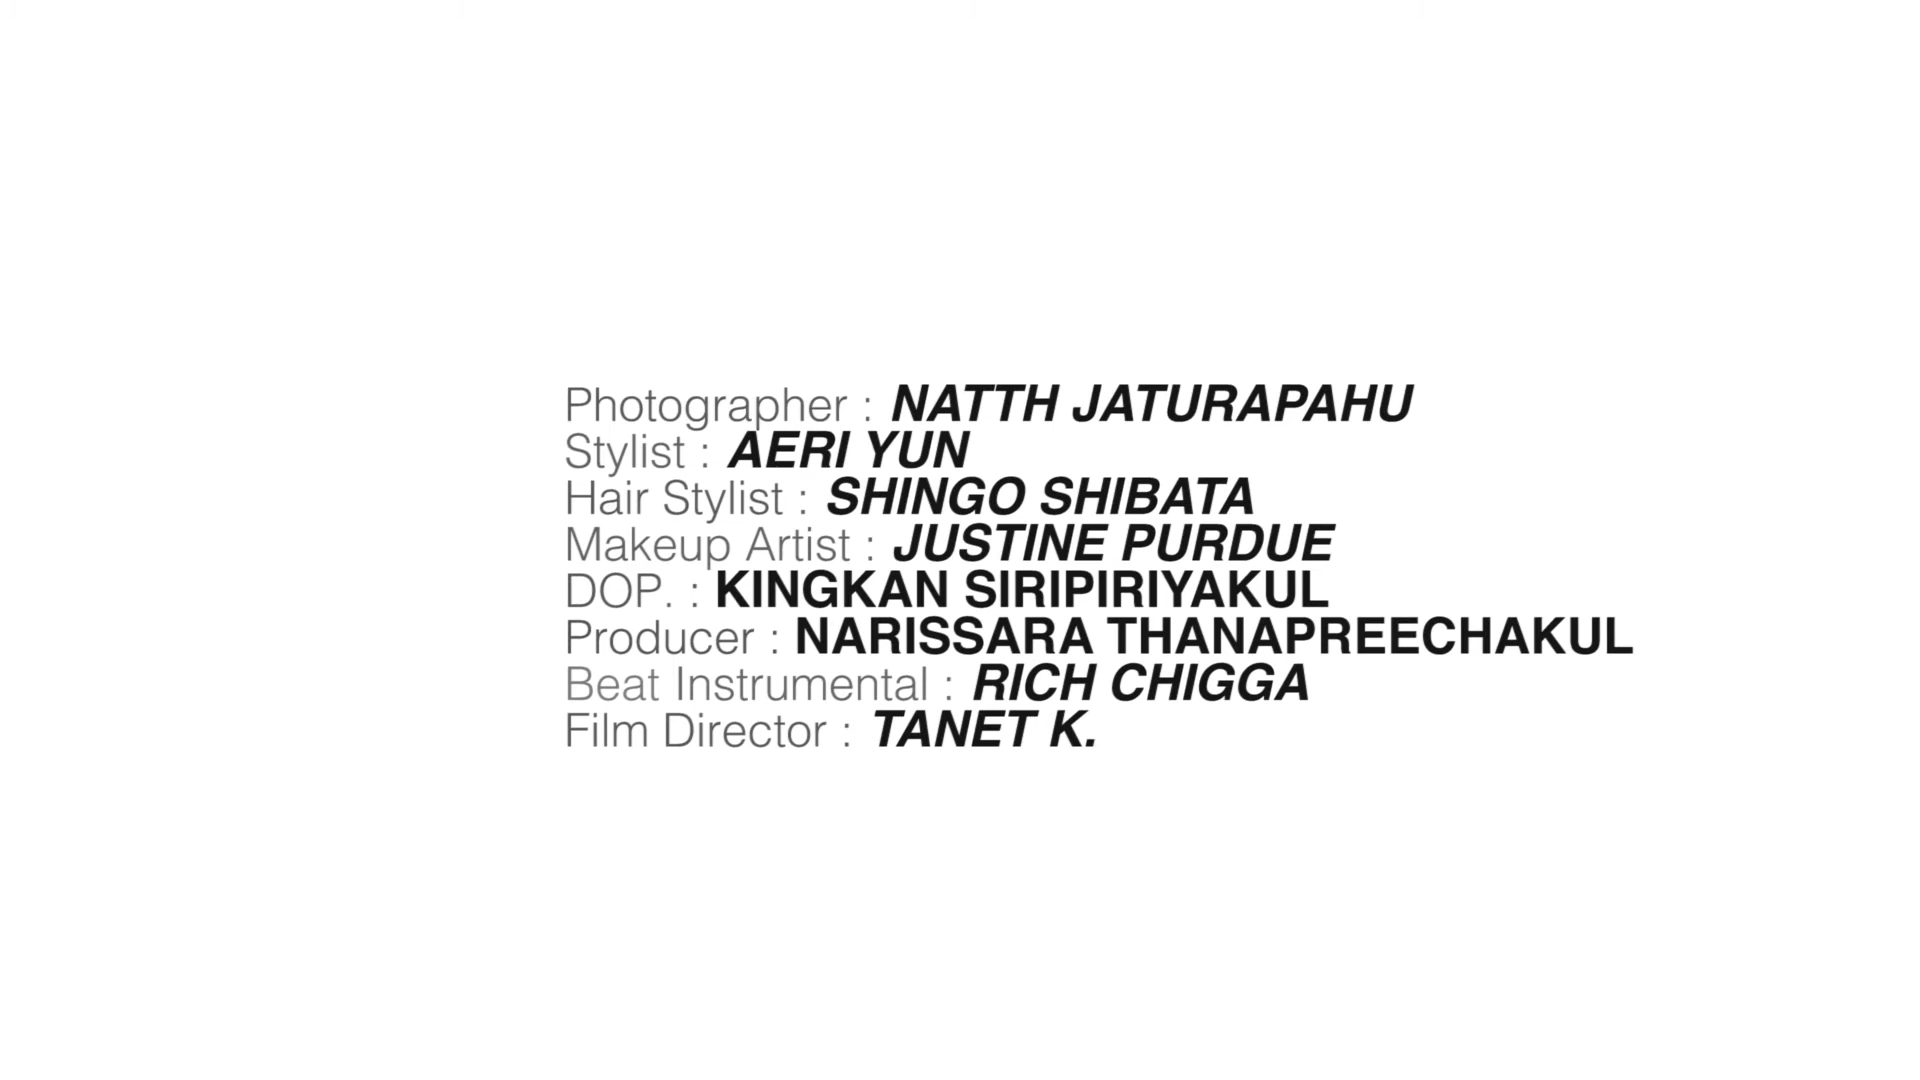 Photographer : NATTH JATURAPAHU
Stylist : AERI YUN
Hair Stylist : SHINGO SHIBATA
Makeup Artist : JUSTINE PURDUE
DOP. : KINGKAN SIRIPIRIYAKUL
Producer : NARISSARA THANAPREECHAKUL
Beat Instrumental : RICH CHIGGA
Film Director : TANET K.